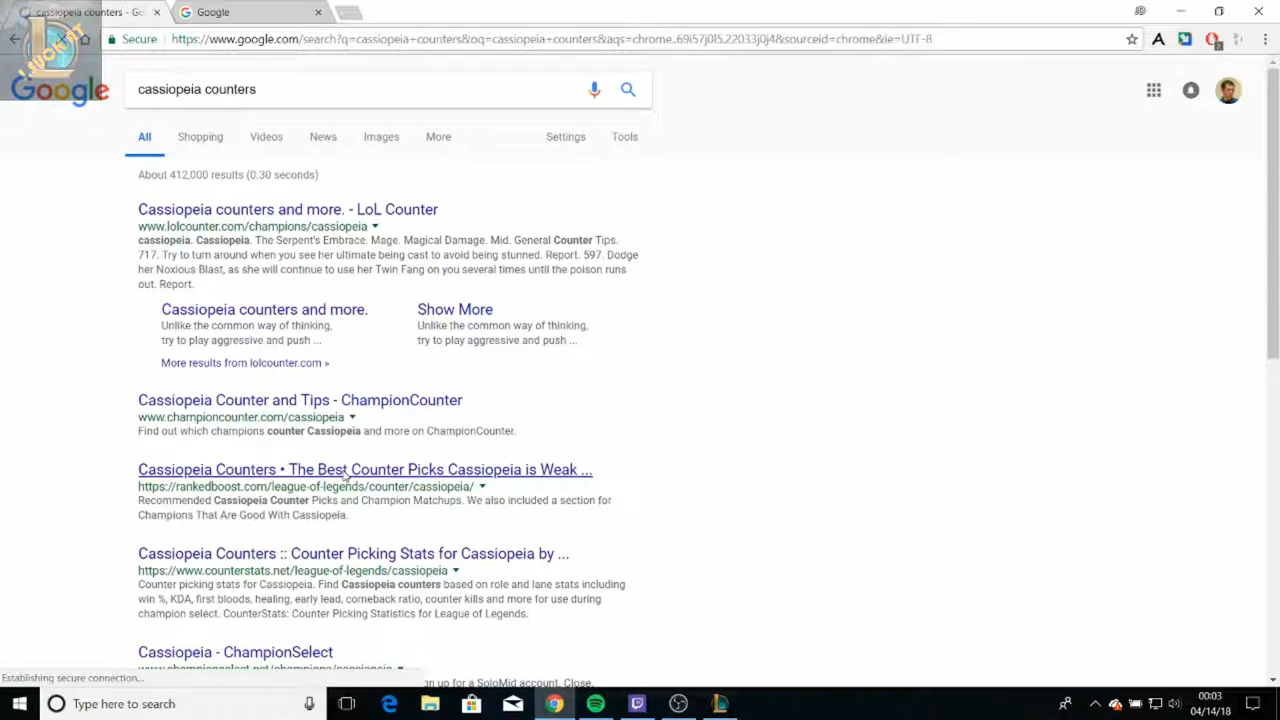 cassiopeia counters - Go
Google
Secure
https://www.google.com/search?q=cassiopeia+counters&oq=cassiopeia+counters&aqs=chrome..69i57j0l5.22033j0j4&sourceid=chrome&ie=UTF-8
LUCK IT
Google
cassiopeia counters
All Shopping Videos News Images More Settings Tools
About 412,000 results (0.30 seconds)
Cassiopeia counters and more. - LoL Counter
www.lolcounter.com/champions/cassiopeia
cassiopeia. Cassiopeia. The Serpent's Embrace. Mage. Magical Damage. Mid. General Counter Tips.
717. Try to turn around when you see her ultimate being cast to avoid being stunned. Report. 597. Dodge
her Noxious Blast, as she will continue to use her Twin Fang on you several times until the poison runs
out. Report.
Cassiopeia counters and more.
Unlike the common way of thinking,
try to play aggressive and push ...
Show More
Unlike the common way of thinking,
try to play aggressive and push ...
More results from lolcounter.com »
Cassiopeia Counter and Tips - ChampionCounter
www.championcounter.com/cassiopeia
Find out which champions counter Cassiopeia and more on ChampionCounter.
Cassiopeia Counters • The Best Counter Picks Cassiopeia is Weak ...
https://rankedboost.com/league-of-legends/counter/cassiopeia/
Recommended Cassiopeia Counter Picks and Champion Matchups. We also included a section for
Champions That Are Good With Cassiopeia.
Cassiopeia Counters :: Counter Picking Stats for Cassiopeia by ...
https://www.counterstats.net/league-of-legends/cassiopeia
Counter picking stats for Cassiopeia. Find Cassiopeia counters based on role and lane stats including
win %, KDA, first bloods, healing, early lead, comeback ratio, counter kills and more for use during
champion select. CounterStats: Counter Picking Statistics for League of Legends.
Cassiopeia - ChampionSelect
www.championselect.net/champions/cassiopeia
Establishing secure connection...
gn up for a SoloMid account. Close.
Type here to search
00:03
04/14/18